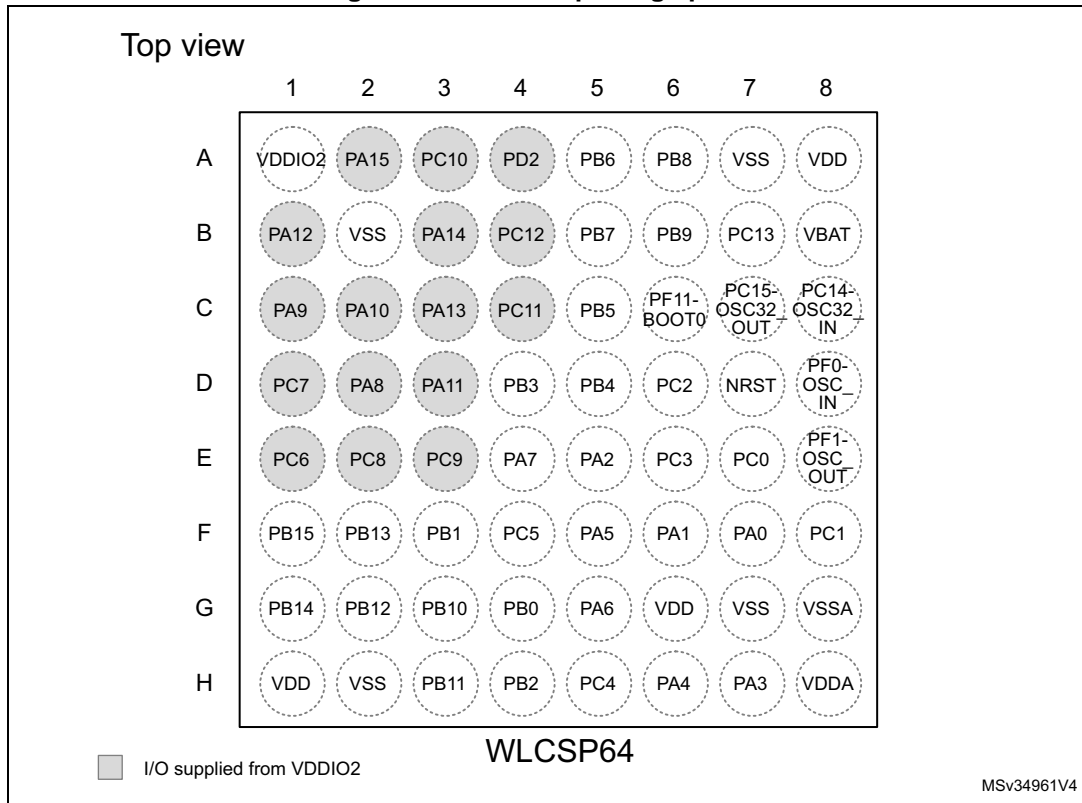 Top view
1 2 3 4 5 6 7 8
A VDDIO2 PA15 PC10 PD2 PB6 PB8 VSS VDD
B PA12 VSS PA14 PC12 PB7 PB9 PC13 VBAT
C PA9 PA10 PA13 PC11 PB5 PF11-BOOT0 PC15-OSC32_OUT PC14-OSC32_IN
D PC7 PA8 PA11 PB3 PB4 PC2 NRST PF0-OSC_IN
E PC6 PC8 PC9 PA7 PA2 PC3 PC0 PF1-OSC_OUT
F PB15 PB13 PB1 PC5 PA5 PA1 PA0 PC1
G PB14 PB12 PB10 PB0 PA6 VDD VSS VSSA
H VDD VSS PB11 PB2 PC4 PA4 PA3 VDDA
WLCSP64
I/O supplied from VDDIO2
MSv34961V4